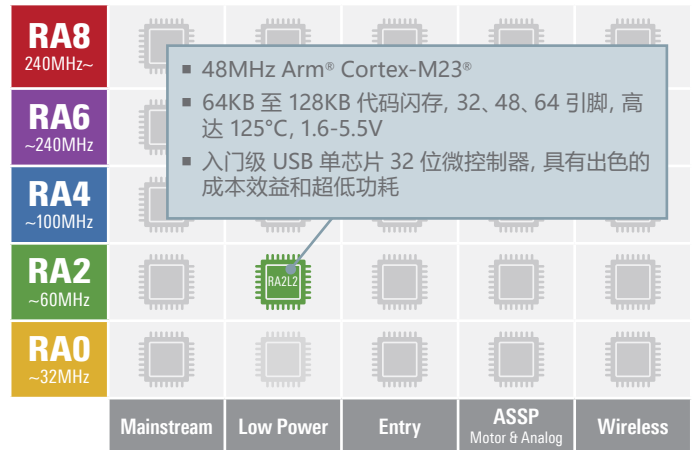 RA8
240MHz~
■ 48MHz Arm® Cortex-M23®
■ 64KB 至 128KB 代码闪存, 32、48、64 引脚, 高
达 125°C, 1.6-5.5V
■ 入门级 USB 单芯片 32 位微控制器, 具有出色的
成本效益和超低功耗
RA6
~240MHz
RA4
~100MHz
RA2
~60MHz
RA2L2
RA0
~32MHz
Mainstream
Low Power
Entry
ASSP
Motor & Analog
Wireless